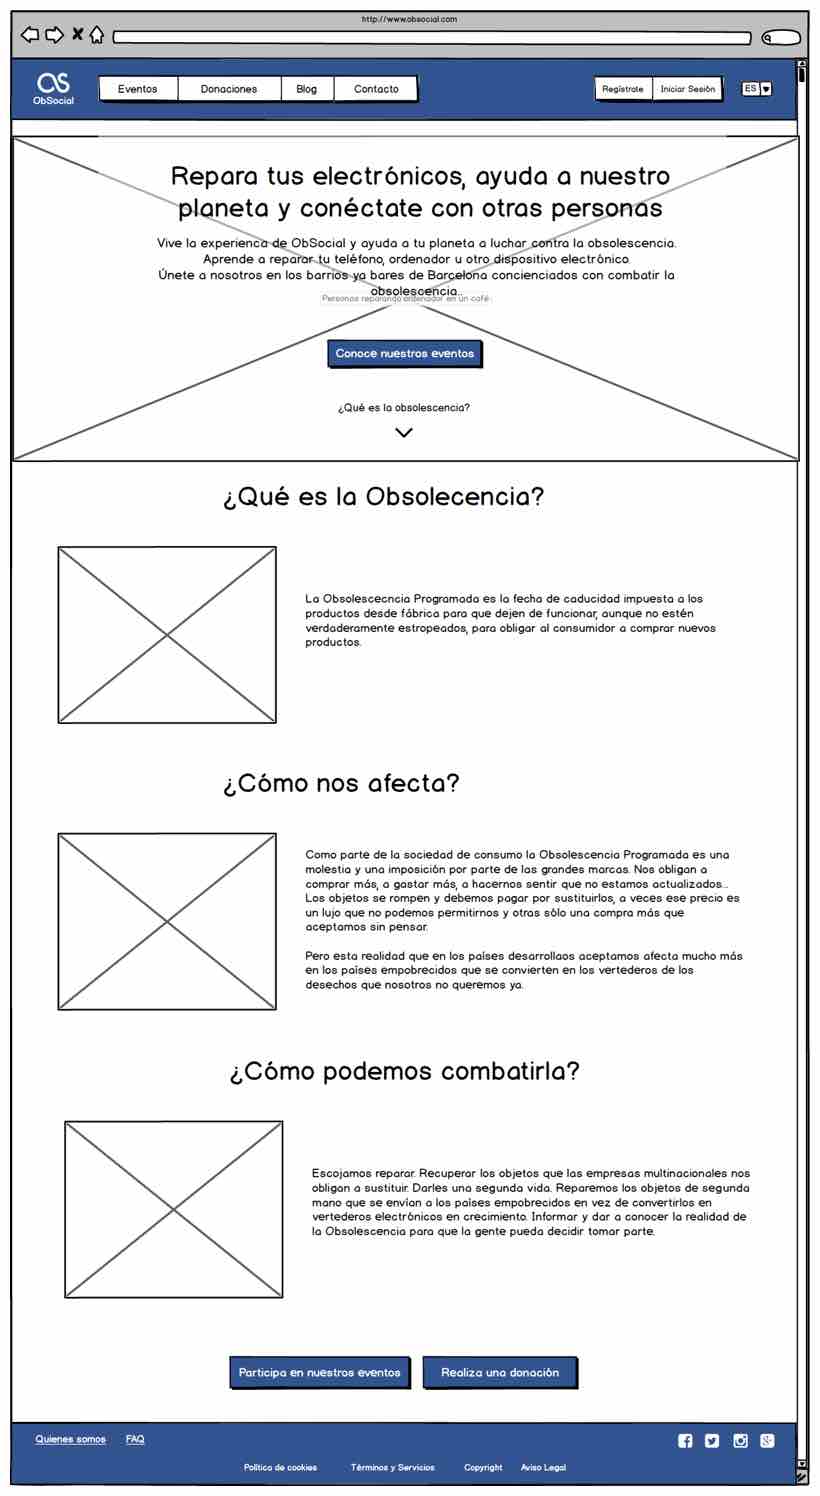 http://www.obsocial.com
OS
ObSocial
Eventos
Donaciones
Blog
Contacto
Regístrate
Iniciar Sesión
ES
Repara tus electrónicos, ayuda a nuestro
planeta y conéctate con otras personas
Vive la experienca de ObSocial y ayuda a tu planeta a luchar contra la obsolescencia.
Aprende a reparar tu teléfono, ordenador u otro dispositivo electrónico.
Únete a nosotros en los barrios ya bares de Barcelona concienciados con combatir la
obsolescencia..
Personas reparando ordenador en un café
Conoce nuestros eventos
¿Qué es la obsolescencia?
¿Qué es la Obsolecencia?
La Obsolescecncia Programada es la fecha de caducidad impuesta a los
productos desde fábrica para que dejen de funcionar, aunque no estén
verdaderamente estropeados, para obligar al consumidor a comprar nuevos
productos.
¿Cómo nos afecta?
Como parte de la sociedad de consumo la Obsolescencia Programada es una
molestia y una imposición por parte de las grandes marcas. Nos obligan a
comprar más, a gastar más, a hacernos sentir que no estamos actualizados...
Los objetos se rompen y debemos pagar por sustituirlos, a veces ese precio es
un lujo que no podemos permitirnos y otras sólo una compra más que
aceptamos sin pensar.
Pero esta realidad que en los países desarrollaos aceptamos afecta mucho más
en los países empobrecidos que se convierten en los vertederos de los
desechos que nosotros no queremos ya.
¿Cómo podemos combatirla?
Escojamos reparar. Recuperar los objetos que las empresas multinacionales nos
obligan a sustituir. Darles una segunda vida. Reparemos los objetos de segunda
mano que se envían a los países empobrecidos en vez de convertirlos en
vertederos electrónicos en crecimiento. Informar y dar a conocer la realidad de
la Obsolescencia para que la gente pueda decidir tomar parte.
Participa en nuestros eventos
Realiza una donación
Quienes somos
FAQ
Política de cookies
Términos y Servicios
Copyright
Aviso Legal